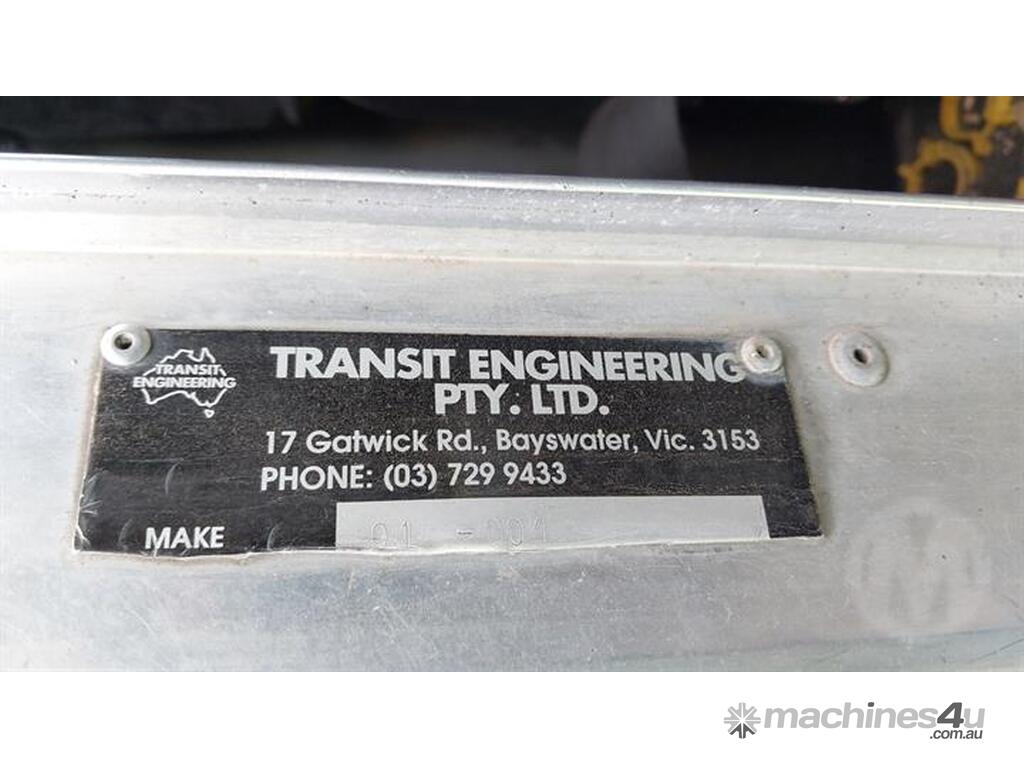 TRANSIT
ENGINEERING
TRANSIT ENGINEERING
PTY. LTD.
17 Gatwick Rd., Bayswater, Vic. 3153
PHONE: (03) 729 9433
MAKE
machines4u
.com.au